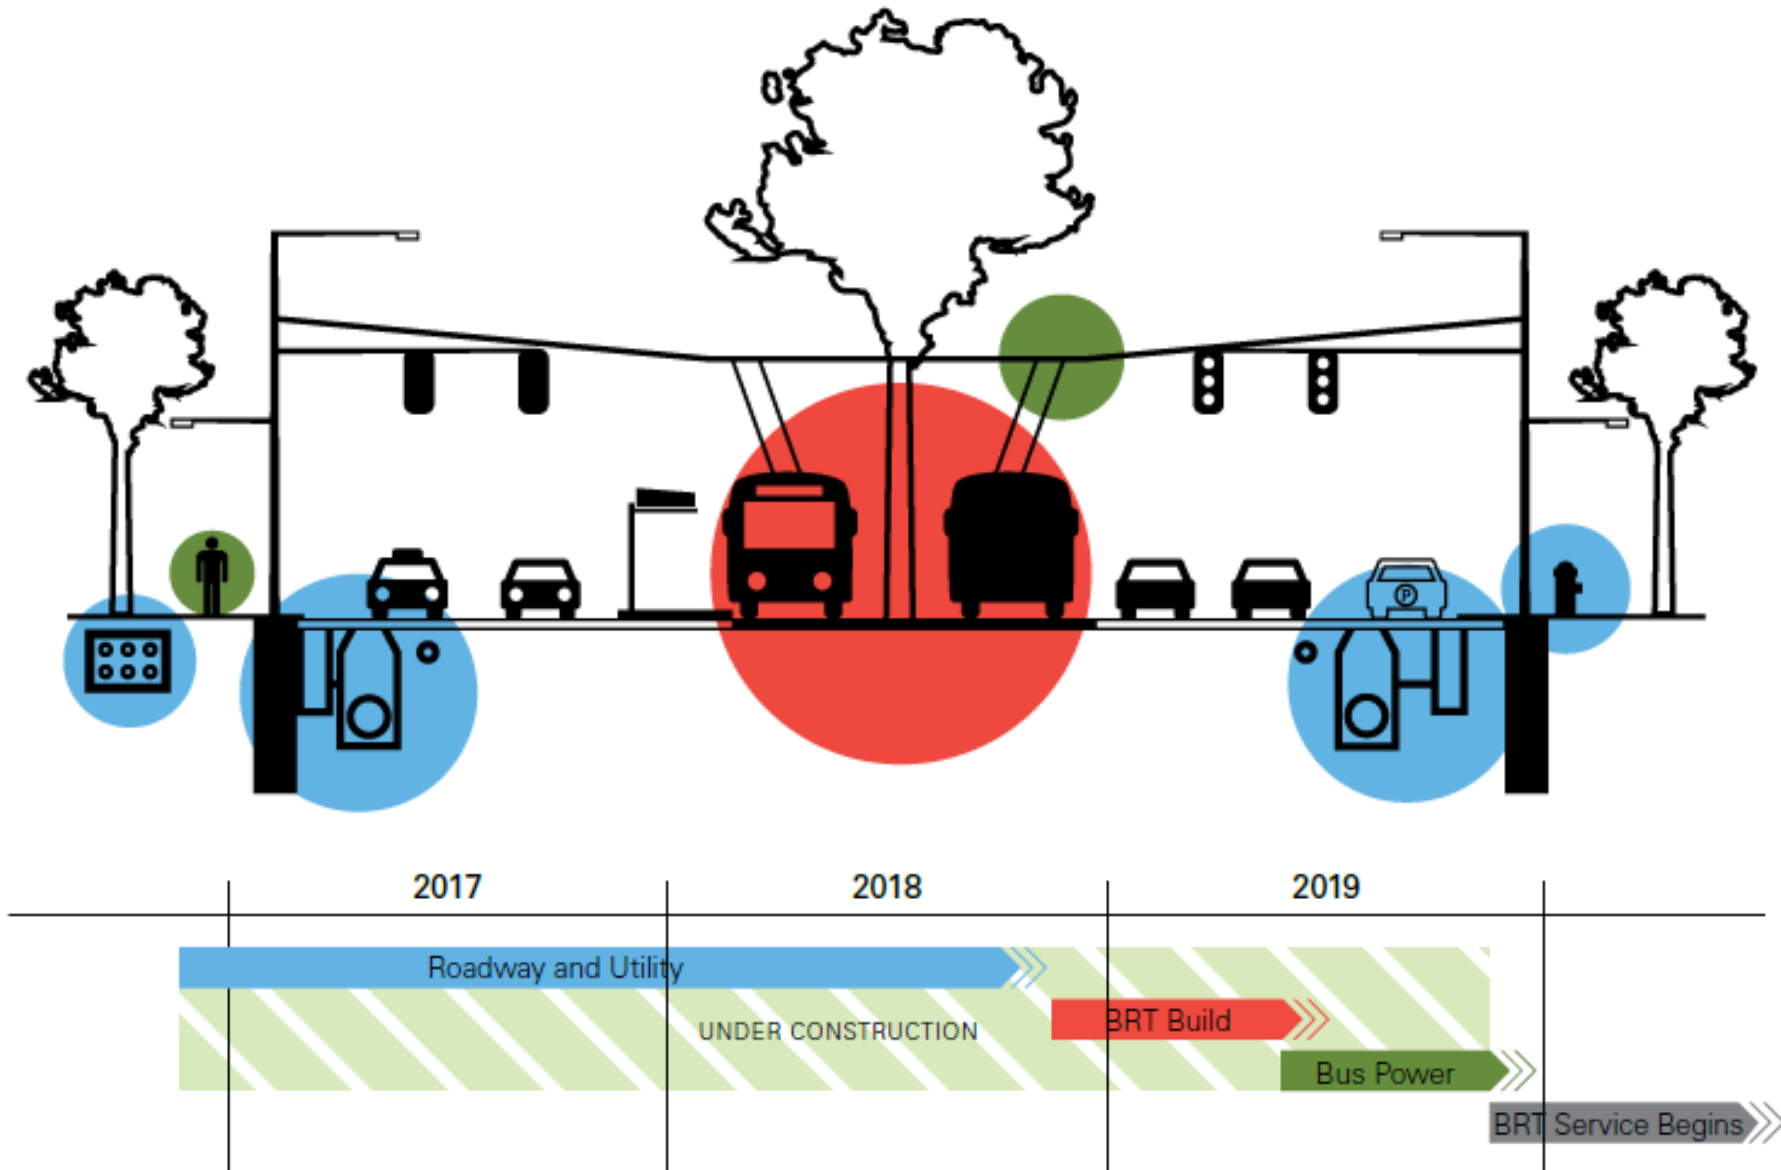 P
2017
2018
2019
Roadway and Utility
BRT Build
UNDER CONSTRUCTION
Bus Power
BRT Service Begins